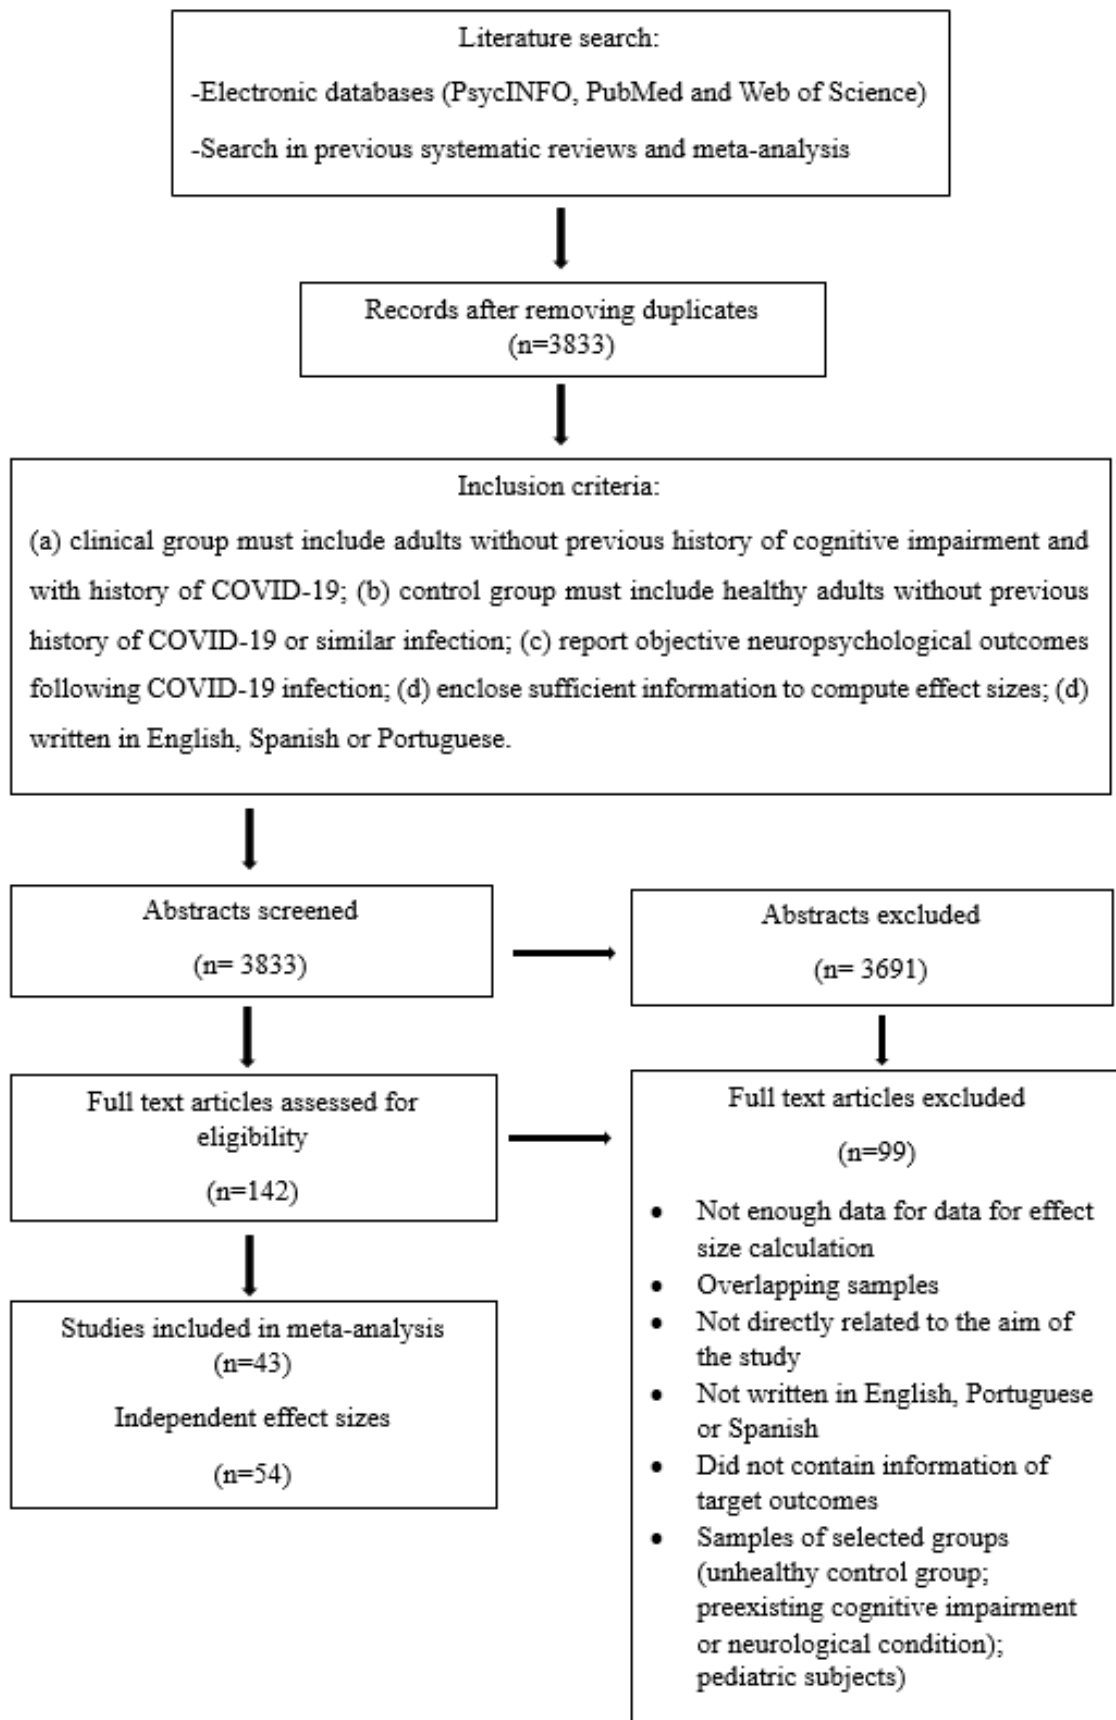 Literature search:
-Electronic databases (PsycINFO, PubMed and Web of Science)
-Search in previous systematic reviews and meta-analysis
Records after removing duplicates
(n=3833)
Inclusion criteria:
(a) clinical group must include adults without previous history of cognitive impairment and
with history of COVID-19; (b) control group must include healthy adults without previous
history of COVID-19 or similar infection; (c) report objective neuropsychological outcomes
following COVID-19 infection; (d) enclose sufficient information to compute effect sizes; (d)
written in English, Spanish or Portuguese.
Abstracts screened
(n= 3833)
Abstracts excluded
(n= 3691)
Full text articles assessed for
eligibility
(n=142)
Full text articles excluded
(n=99)
• Not enough data for data for effect
size calculation
• Overlapping samples
• Not directly related to the aim of
the study
• Not written in English, Portuguese
or Spanish
• Did not contain information of
target outcomes
• Samples of selected groups
(unhealthy control group;
preexisting cognitive impairment
or neurological condition);
pediatric subjects)
Studies included in meta-analysis
(n=43)
Independent effect sizes
(n=54)